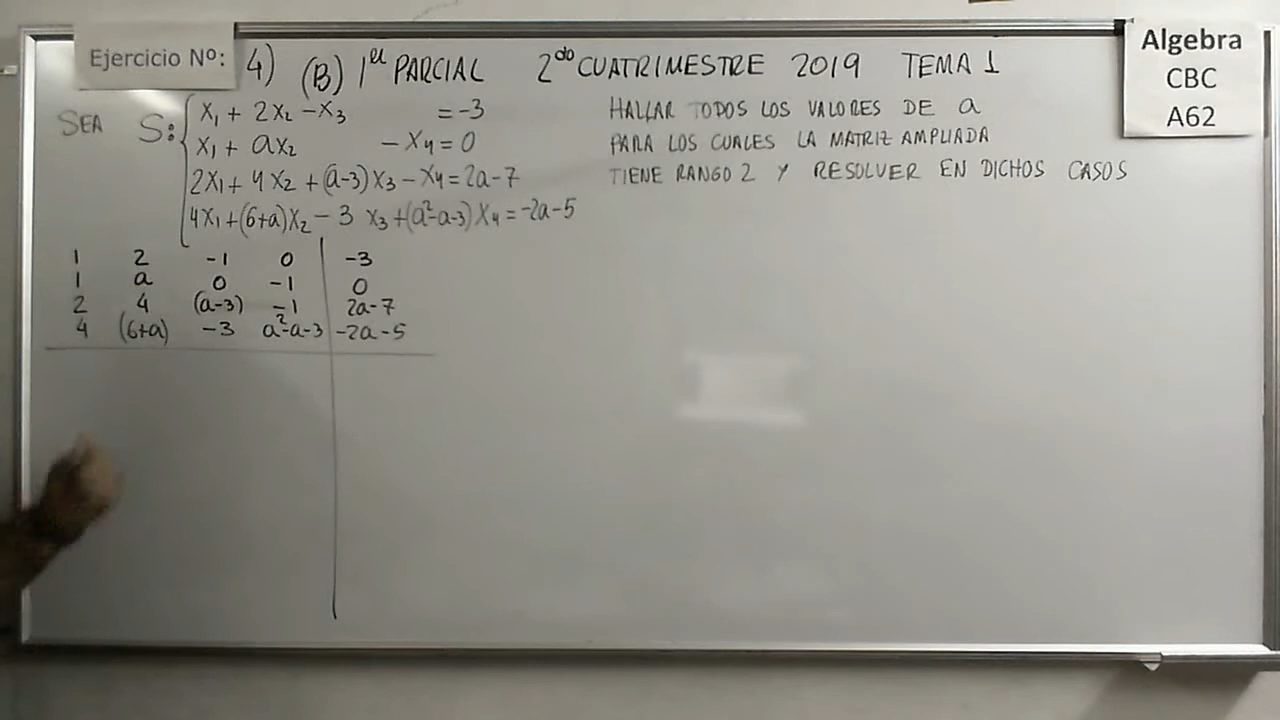 Ejercicio Nº: 4) (B) 1er PARCIAL 2do CUATRIMESTRE 2019 TEMA 1
Algebra
CBC
A62
SEA S: { x₁ + 2x₂ - x₃ = -3
x₁ + ax₂ - x₄ = 0
2x₁ + 4x₂ + (a-3)x₃ - x₄ = 2a-7
4x₁ + (6+a)x₂ - 3 x₃ + (a²-a-3)x₄ = -2a-5
HALLAR TODOS LOS VALORES DE a
PARA LOS CUALES LA MATRIZ AMPLIADA
TIENE RANGO 2 Y RESOLVER EN DICHOS CASOS
1 2 -1 0 | -3
1 a 0 -1 | 0
2 4 (a-3) -1 | 2a-7
4 (6+a) -3 a²-a-3 | -2a-5